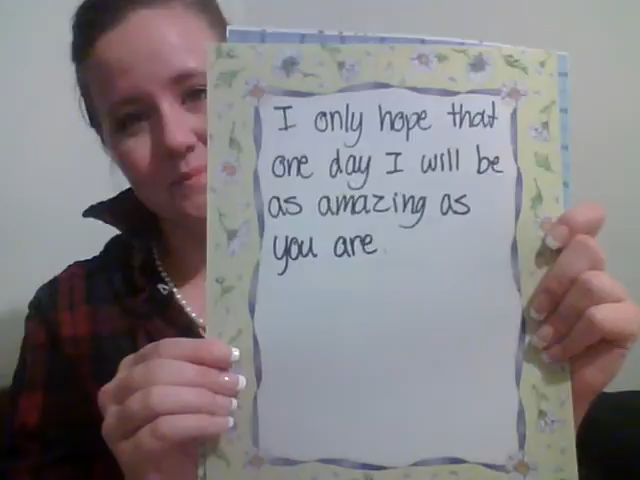 I only hope that
one day I will be
as amazing as
you are.